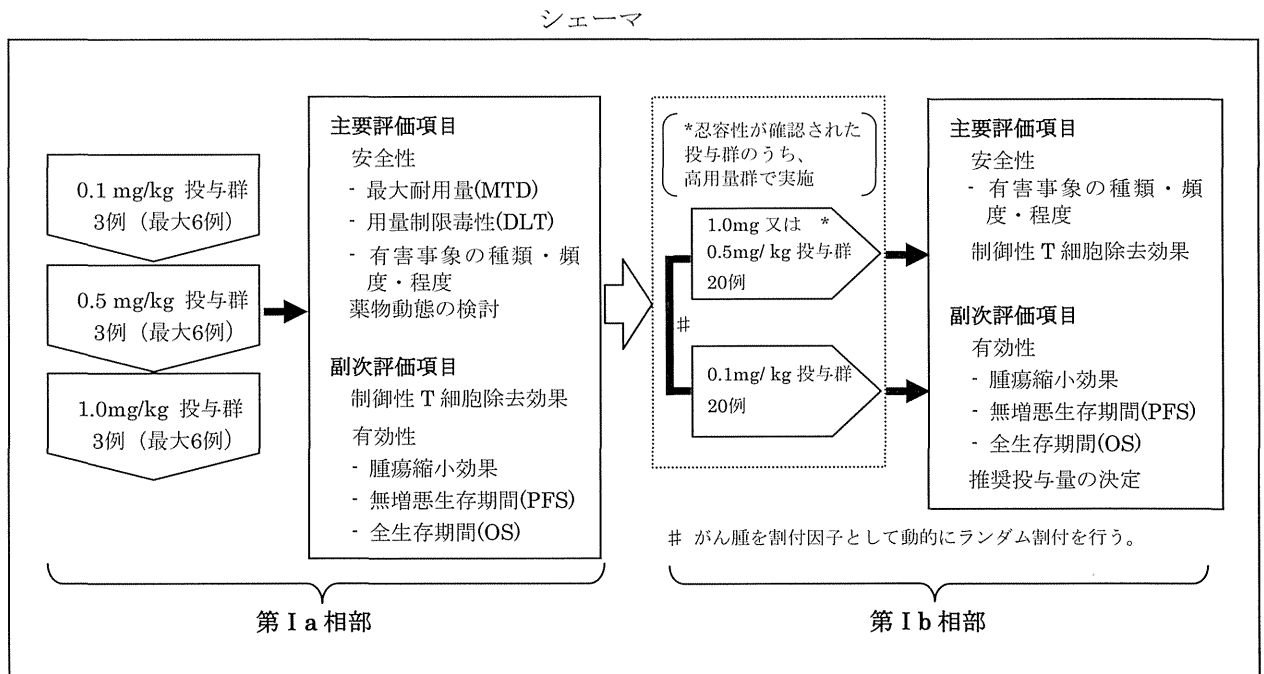 シェーマ
0.1 mg/kg 投与群
3例（最大6例）
0.5 mg/kg 投与群
3例（最大6例）
1.0mg/kg 投与群
3例（最大6例）
主要評価項目
安全性
- 最大耐用量(MTD)
- 用量制限毒性(DLT)
- 有害事象の種類・頻
度・程度
薬物動態の検討
副次評価項目
制御性 T 細胞除去効果
有効性
- 腫瘍縮小効果
- 無増悪生存期間(PFS)
- 全生存期間(OS)
第 I a 相部
*忍容性が確認された
投与群のうち、
高用量群で実施
1.0mg 又は *
0.5mg/ kg 投与群
20例
#
0.1mg/ kg 投与群
20例
主要評価項目
安全性
- 有害事象の種類・頻
度・程度
制御性 T 細胞除去効果
副次評価項目
有効性
- 腫瘍縮小効果
- 無増悪生存期間(PFS)
- 全生存期間(OS)
推奨投与量の決定
# がん腫を割付因子として動的にランダム割付を行う。
第 I b 相部